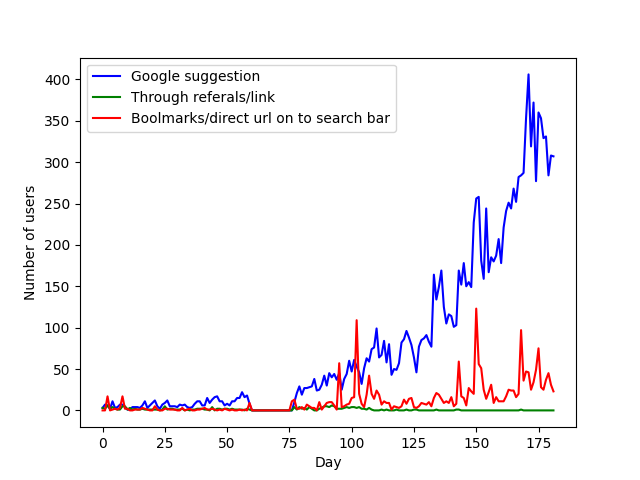 Google suggestion
Through referals/link
Boolmarks/direct url on to search bar
400
350
300
250
200
150
100
50
0
Number of users
0 25 50 75 100 125 150 175
Day